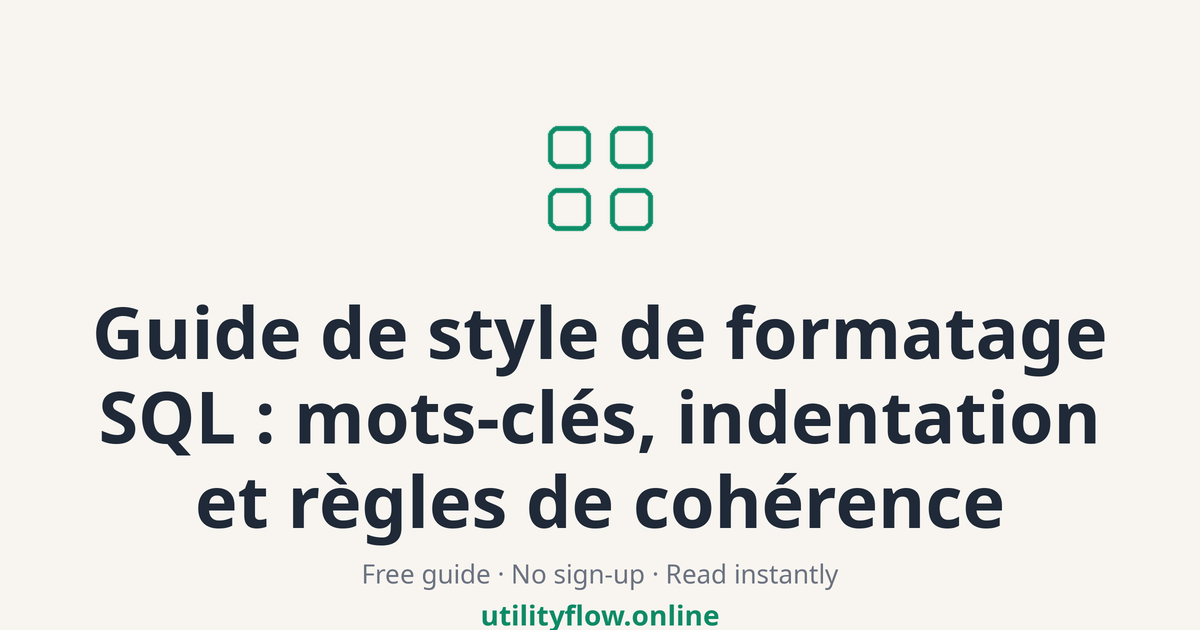 Guide de style de formatage
SQL : mots-clés, indentation
et règles de cohérence
Free guide · No sign-up · Read instantly
utilityflow.online